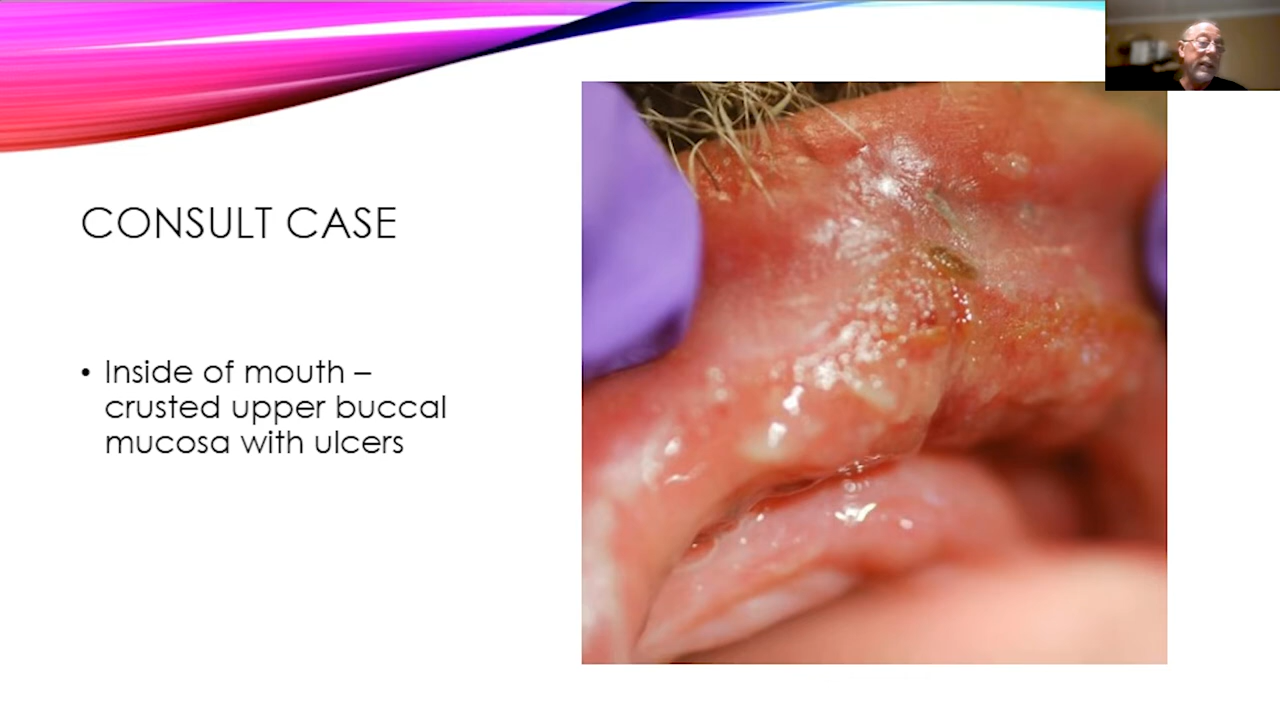 CONSULT CASE
• Inside of mouth –
crusted upper buccal
mucosa with ulcers